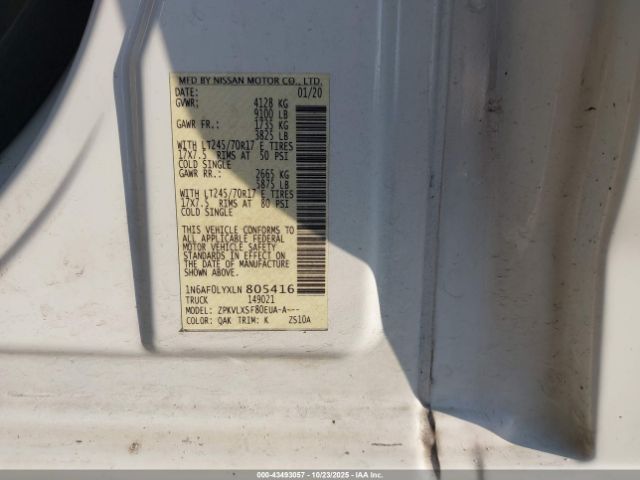 MFD BY NISSAN MOTOR CO., LTD.
DATE: 01/20
GVWR: 4128 KG
9100 LB
GAWR FR.: 1735 KG
3825 LB
WITH LT245/70R17 E TIRES
17X7.5 RIMS AT 50 PSI
COLD SINGLE
GAWR RR.: 2665 KG
5875 LB
WITH LT245/70R17 E TIRES
17X7.5 RIMS AT 80 PSI
COLD SINGLE
THIS VEHICLE CONFORMS TO
ALL APPLICABLE FEDERAL
MOTOR VEHICLE SAFETY
STANDARDS IN EFFECT ON
THE DATE OF MANUFACTURE
SHOWN ABOVE.
1N6AF0LYXLN 805416
TRUCK 149021
MODEL: ZPKVLXSF80EUA-A---
COLOR: QAK TRIM: K ZS10A
000-43493057 - 10/23/2025 - IAA Inc.